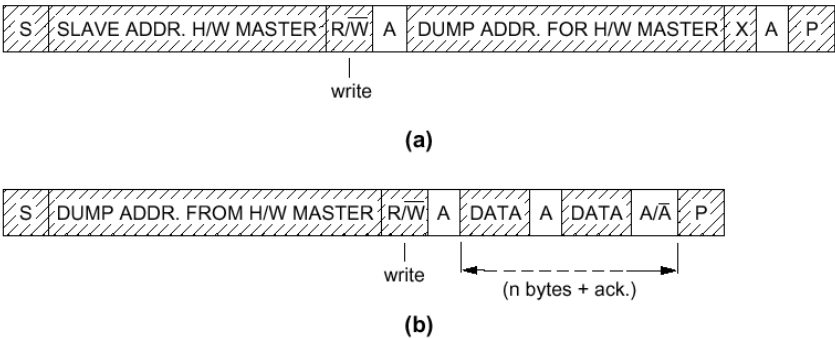 S SLAVE ADDR. H/W MASTER R/W̅ A DUMP ADDR. FOR H/W MASTER X A P
write
(a)
S DUMP ADDR. FROM H/W MASTER R/W̅ A DATA A DATA A/A̅ P
write
(n bytes + ack.)
(b)